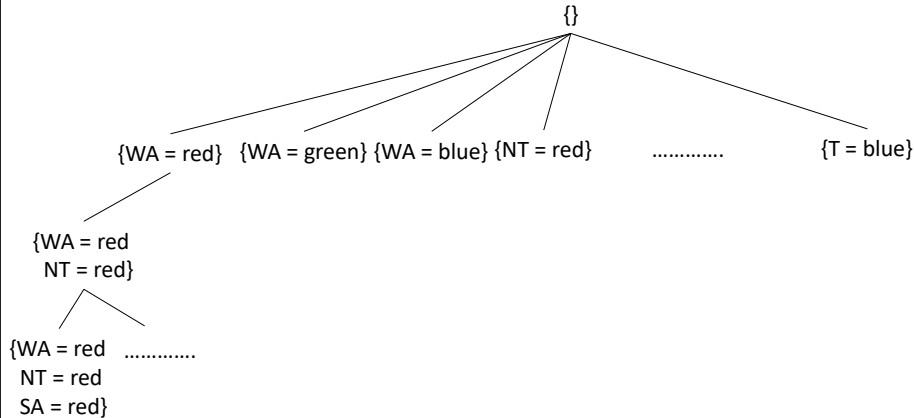 {}
{WA = red} {WA = green} {WA = blue} {NT = red} ………….. {T = blue}
{WA = red
NT = red}
{WA = red …………..
NT = red
SA = red}